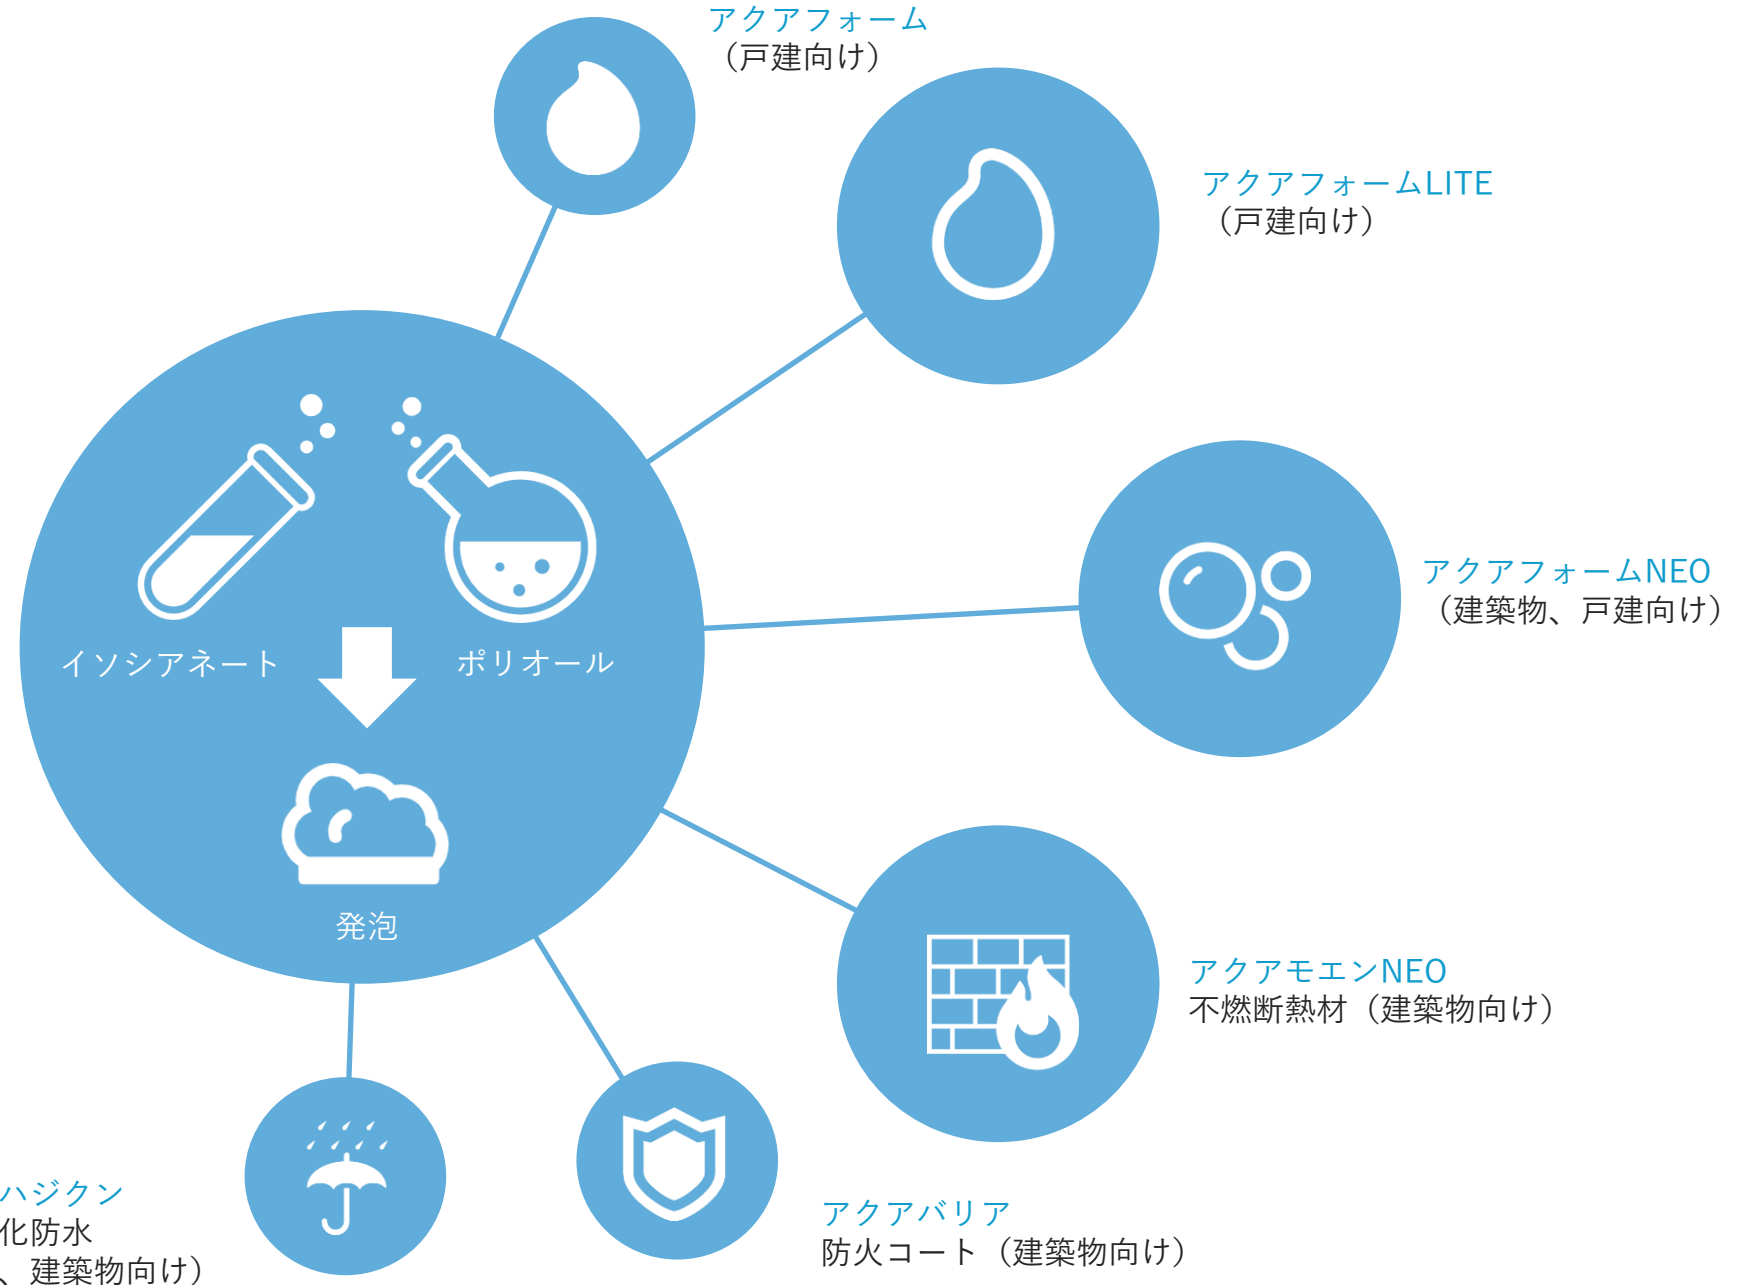 アクアフォーム
（戸建向け）
アクアフォームLITE
（戸建向け）
アクアフォームNEO
（建築物、戸建向け）
イソシアネート
ポリオール
発泡
アクアモエンNEO
不燃断熱材（建築物向け）
アクアバリア
防火コート（建築物向け）
ハジクン
化防水
、建築物向け）